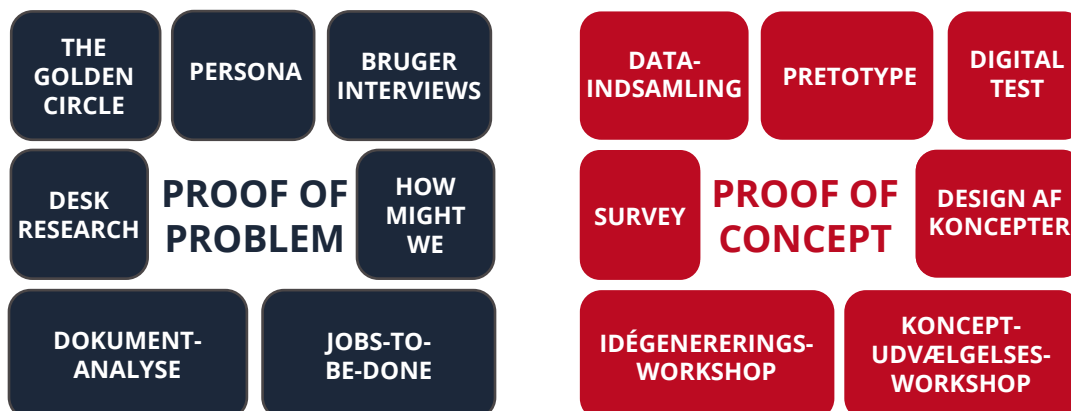 THE
GOLDEN
CIRCLE
PERSONA
BRUGER
INTERVIEWS
DESK
RESEARCH
PROOF OF
PROBLEM
HOW
MIGHT
WE
DOKUMENT-
ANALYSE
JOBS-TO-
BE-DONE
DATA-
INDSAMLING
PRETOTYPE
DIGITAL
TEST
SURVEY
PROOF OF
CONCEPT
DESIGN AF
KONCEPTER
IDÉGENERERINGS-
WORKSHOP
KONCEPT-
UDVÆLGELSES-
WORKSHOP